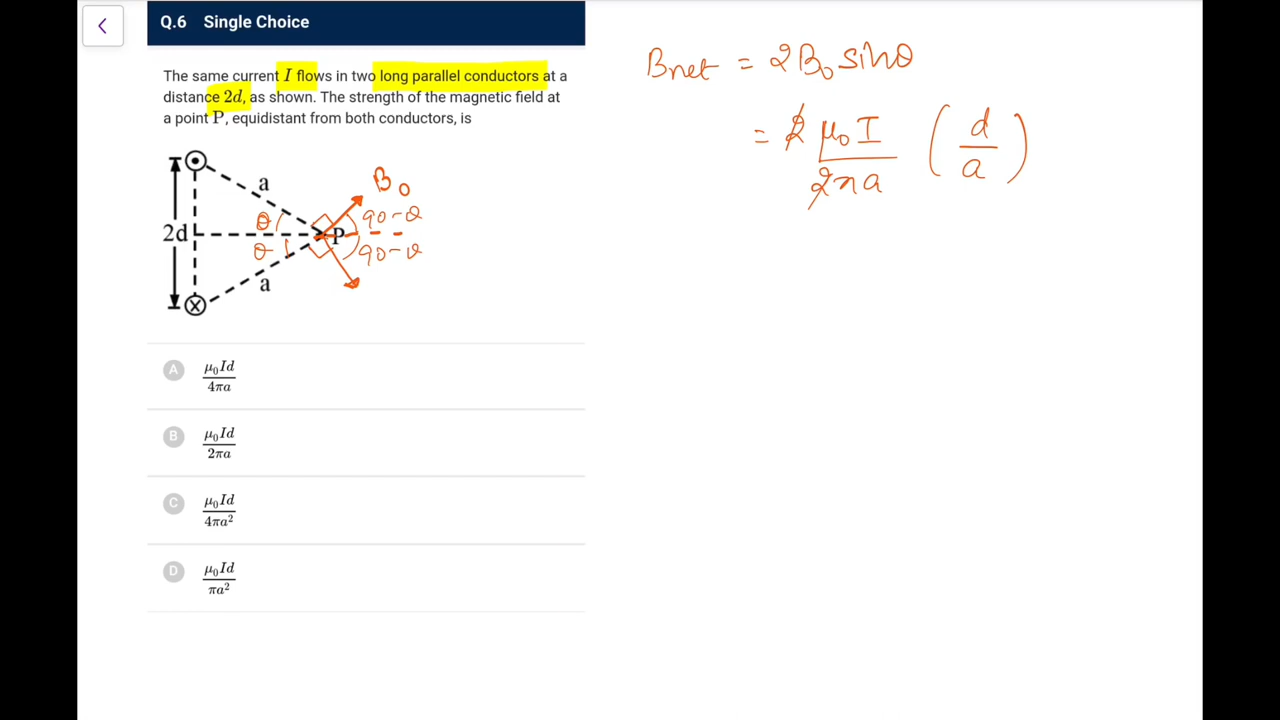 Q.6 Single Choice
The same current I flows in two long parallel conductors at a
distance 2d, as shown. The strength of the magnetic field at
a point P, equidistant from both conductors, is
a
B₀
θ
90-θ
2d
P
θ
90-θ
a
X
A μ₀Id/4πa
B μ₀Id/2πa
C μ₀Id/4πa²
D μ₀Id/πa²
Bnet = 2B₀ sinθ
= 2 μ₀I/2πa (d/a)